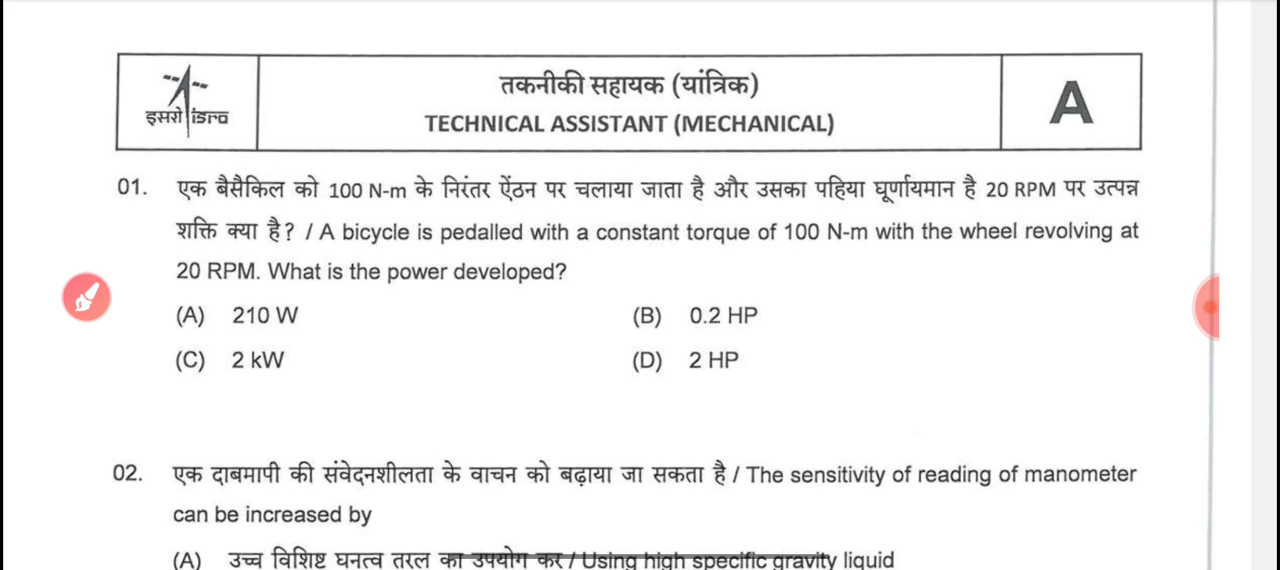 इसरो isro
तकनीकी सहायक (यांत्रिक)
TECHNICAL ASSISTANT (MECHANICAL)
A
01. एक बैसैकिल को 100 N-m के निरंतर ऐंठन पर चलाया जाता है और उसका पहिया घूर्णायमान है 20 RPM पर उत्पन्न
शक्ति क्या है? / A bicycle is pedalled with a constant torque of 100 N-m with the wheel revolving at
20 RPM. What is the power developed?
(A) 210 W (B) 0.2 HP
(C) 2 kW (D) 2 HP
02. एक दाबमापी की संवेदनशीलता के वाचन को बढ़ाया जा सकता है / The sensitivity of reading of manometer
can be increased by
(A) उच्च विशिष्ट घनत्व तरल का उपयोग कर / Using high specific gravity liquid